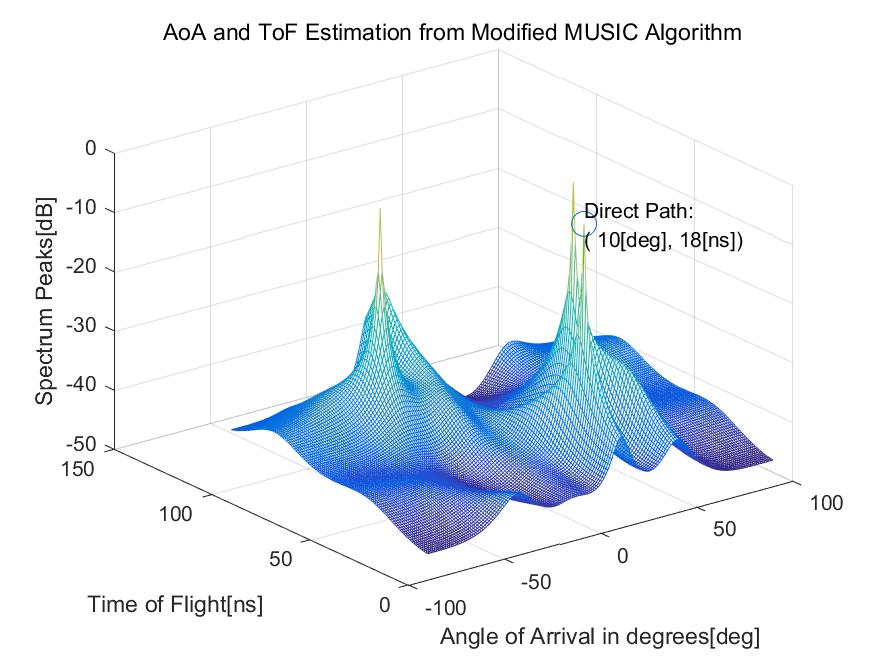 AoA and ToF Estimation from Modified MUSIC Algorithm
0
-10
-20
-30
-40
-50
Spectrum Peaks[dB]
Direct Path:
( 10[deg], 18[ns])
150
100
50
0
Time of Flight[ns]
-100
-50
0
50
100
Angle of Arrival in degrees[deg]